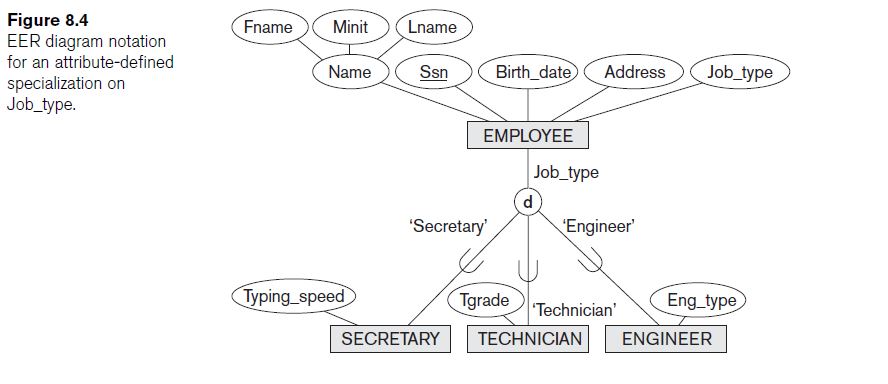 Figure 8.4
EER diagram notation
for an attribute-defined
specialization on
Job_type.
Fname Minit Lname
Name Ssn Birth_date Address Job_type
EMPLOYEE
Job_type
d
‘Secretary’ ‘Engineer’
Typing_speed Tgrade ‘Technician’ Eng_type
SECRETARY TECHNICIAN ENGINEER